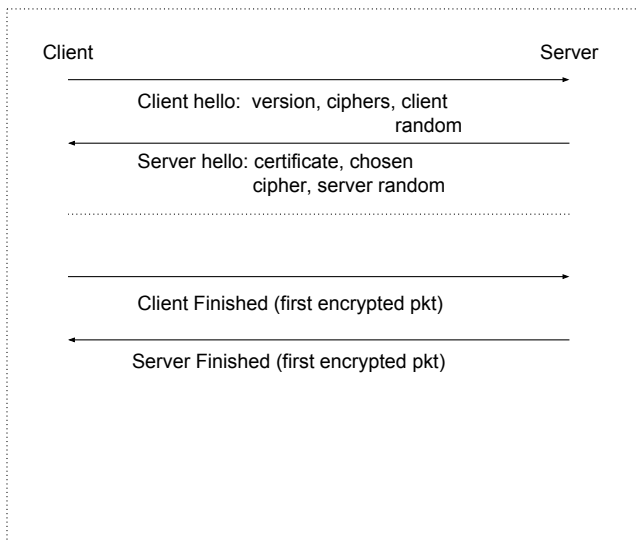 Client Server
Client hello: version, ciphers, client
random
Server hello: certificate, chosen
cipher, server random
Client Finished (first encrypted pkt)
Server Finished (first encrypted pkt)